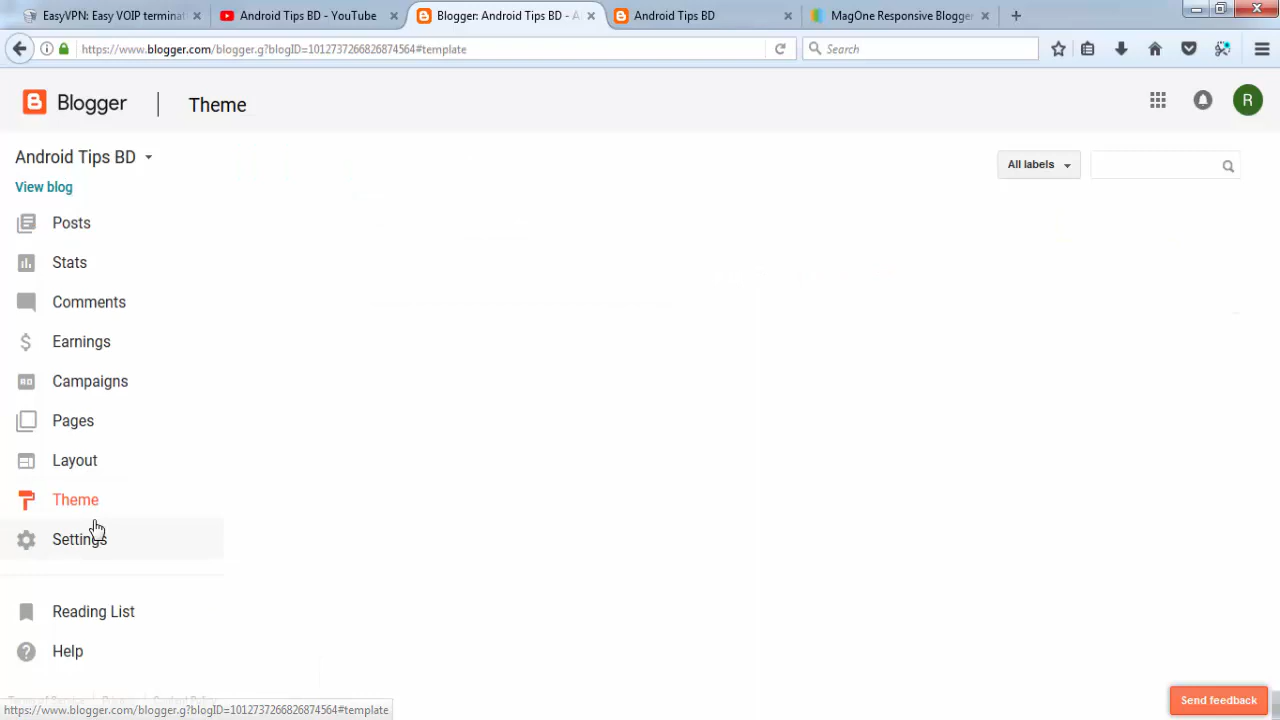 EasyVPN: Easy VOIP terminat
Android Tips BD - YouTube
Blogger: Android Tips BD - A
Android Tips BD
MagOne Responsive Blogger
https://www.blogger.com/blogger.g?blogID=1012737266826874564#template
Search
Blogger
Theme
R
Android Tips BD
All labels
View blog
Posts
Stats
Comments
Earnings
Campaigns
Pages
Layout
Theme
Settings
Reading List
Help
Send feedback
https://www.blogger.com/blogger.g?blogID=1012737266826874564#template